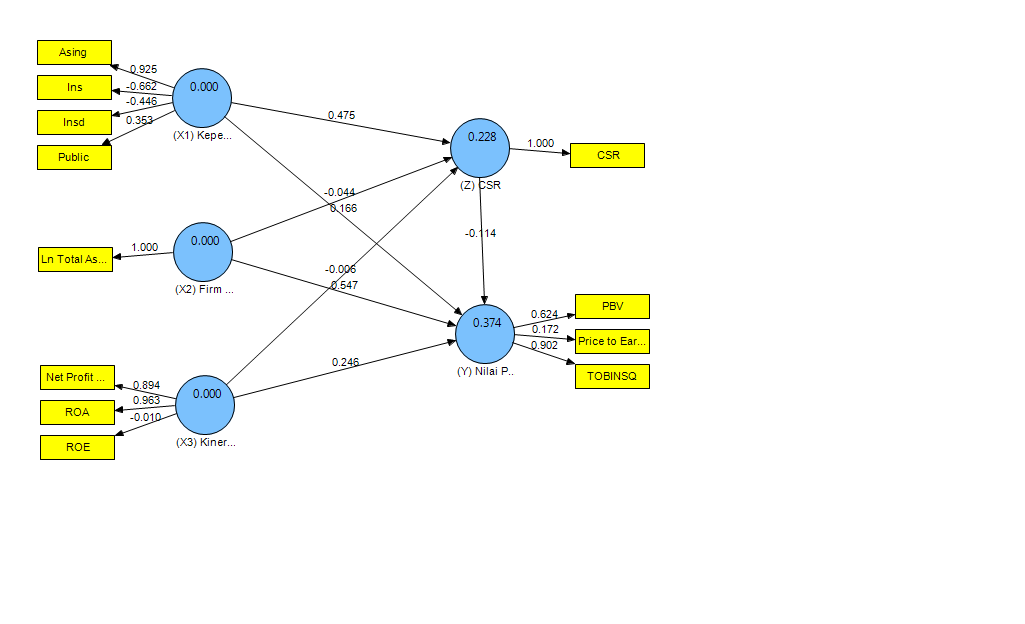 Asing
0.925
Ins
-0.662
Insd
-0.446
Public
0.353
0.000
(X1) Kepe...
0.475
0.228
(Z) CSR
1.000
CSR
-0.044
0.166
-0.114
Ln Total As...
1.000
0.000
(X2) Firm ...
-0.006
0.547
0.374
(Y) Nilai P..
0.624
PBV
0.172
Price to Ear...
0.902
TOBINSQ
0.246
Net Profit ...
0.894
ROA
0.963
ROE
-0.010
0.000
(X3) Kiner...